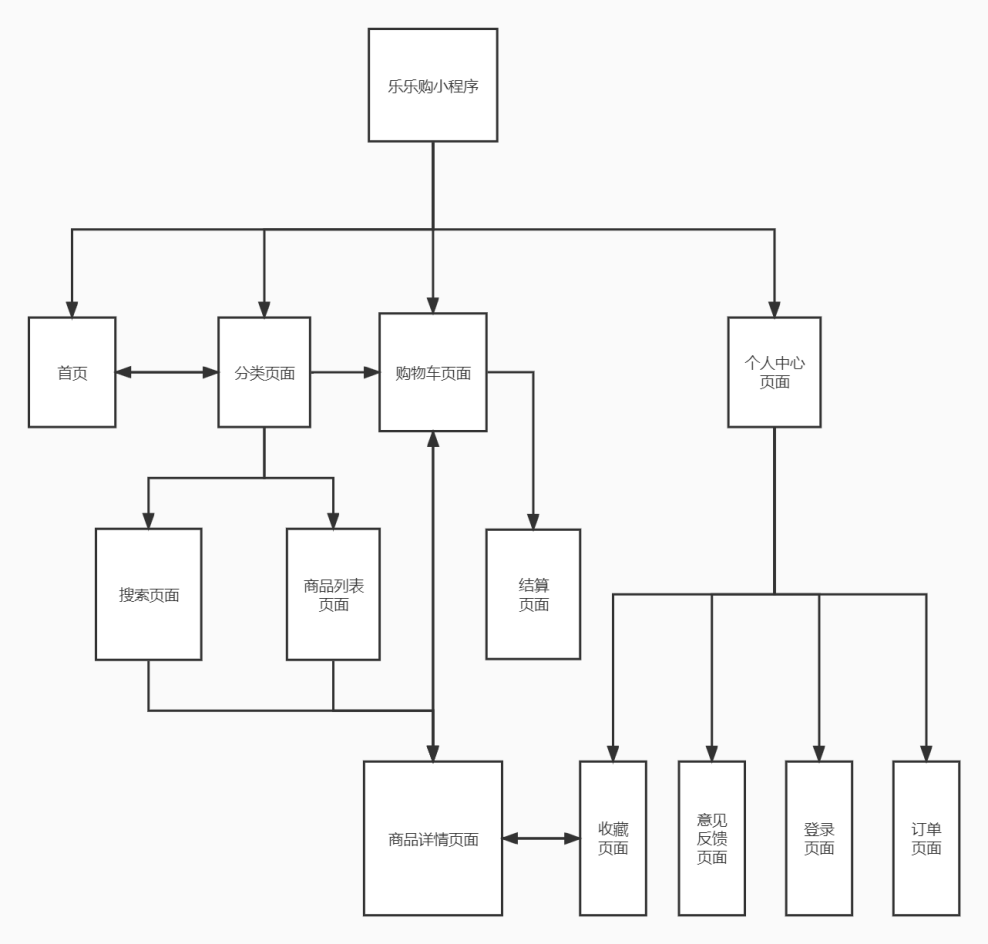 乐乐购小程序
首页
分类页面
购物车页面
个人中心
页面
搜索页面
商品列表
页面
结算
页面
商品详情页面
收藏
页面
意见
反馈
页面
登录
页面
订单
页面